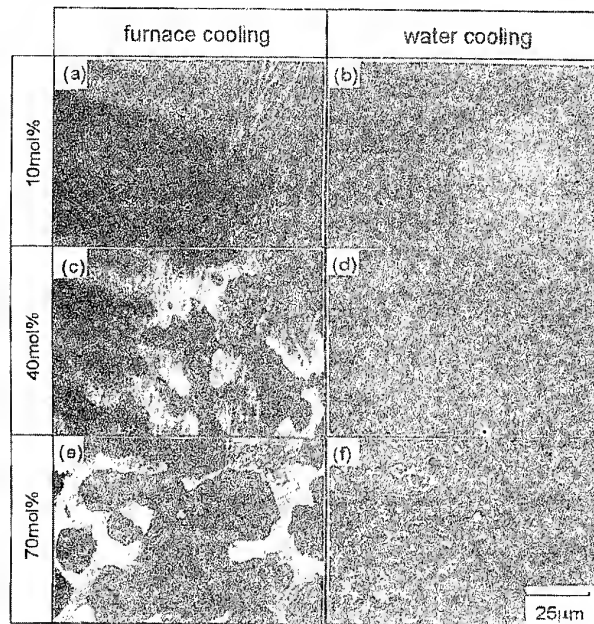 furnace cooling water cooling
10mol% (a) (b)
40mol% (c) (d)
70mol% (e) (f)
25μm